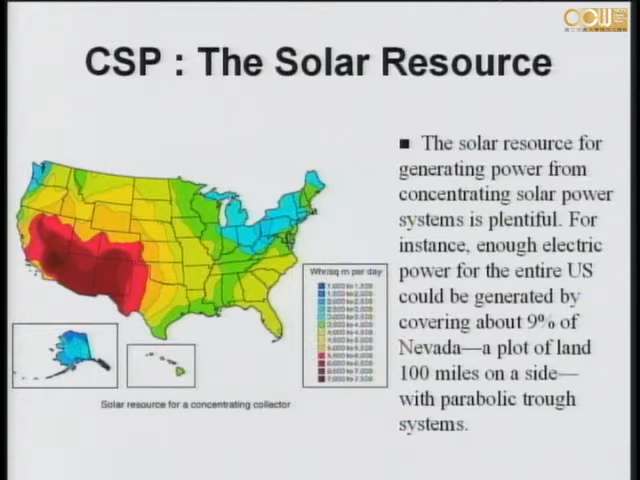 CSP : The Solar Resource
■ The solar resource for
generating power from
concentrating solar power
systems is plentiful. For
instance, enough electric
power for the entire US
could be generated by
covering about 9% of
Nevada—a plot of land
100 miles on a side—
with parabolic trough
systems.
Whr/sq m per day
Solar resource for a concentrating collector